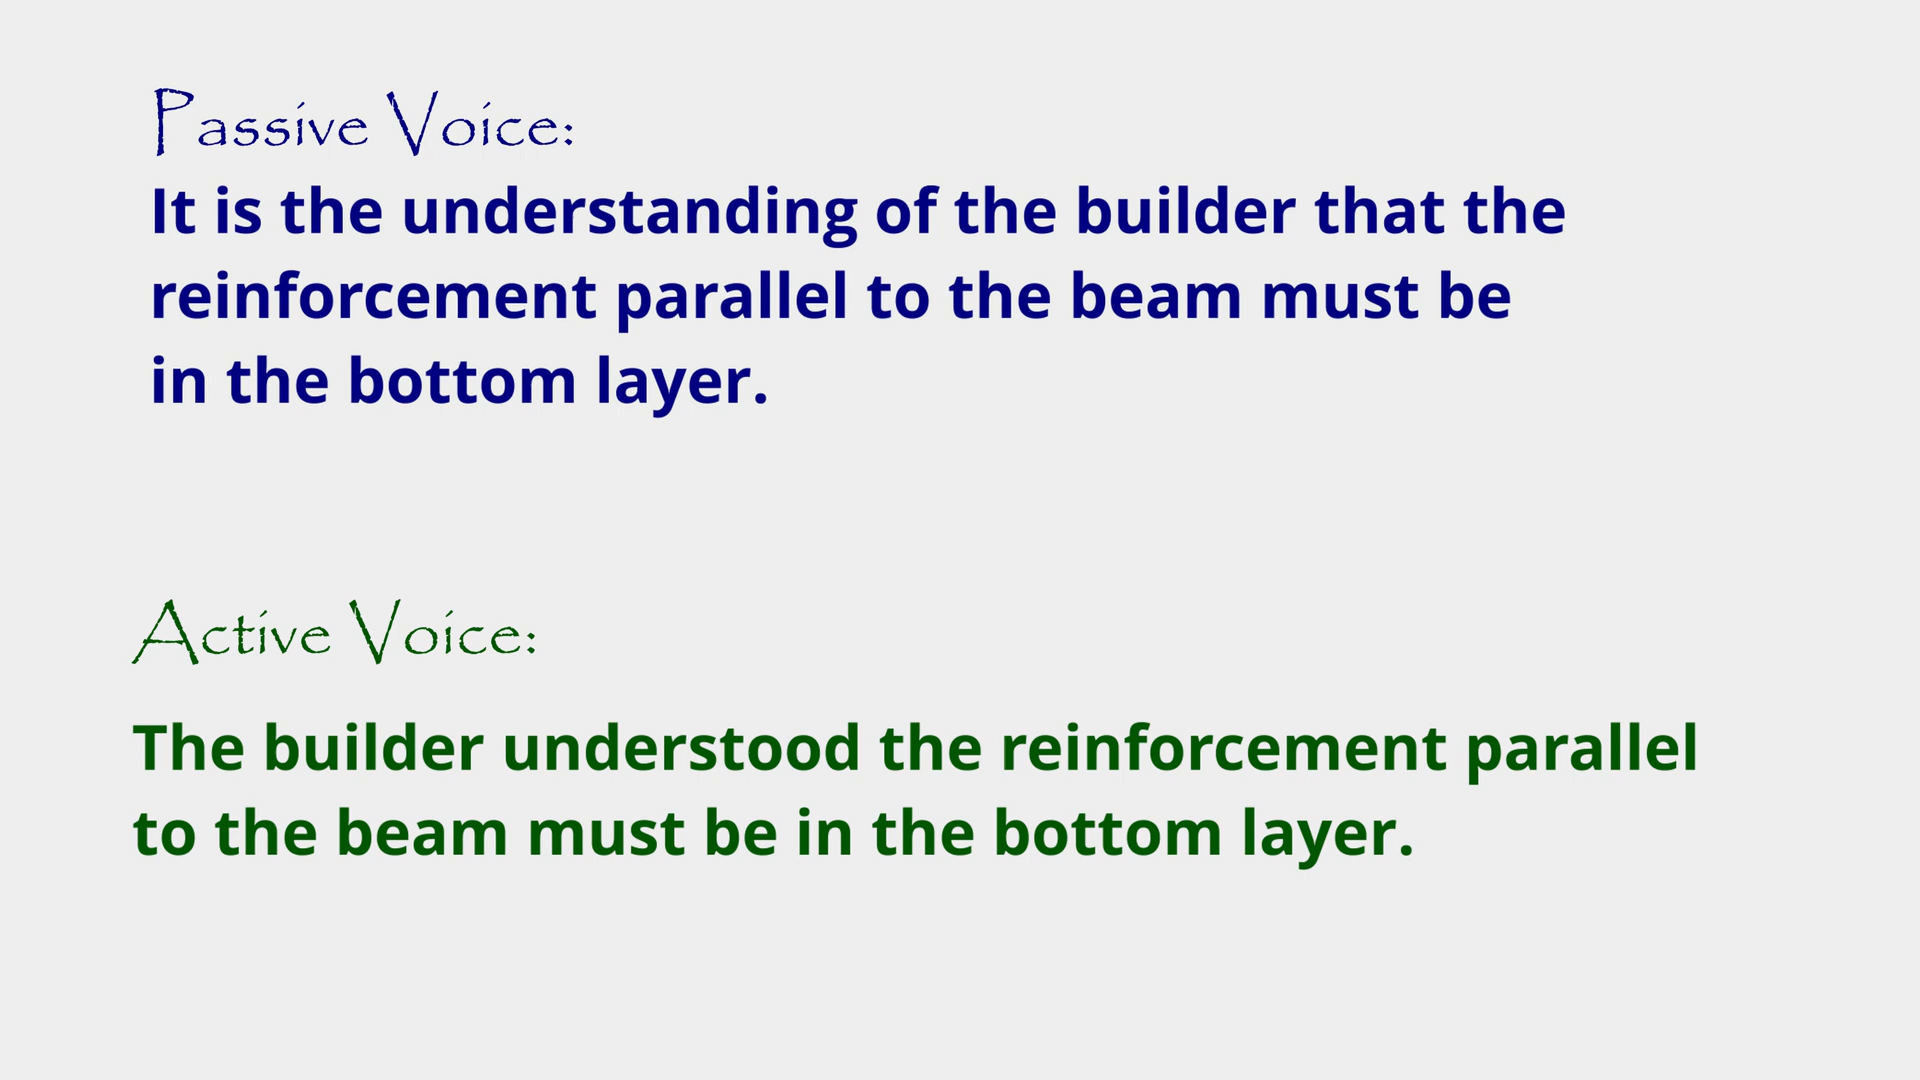 Passive Voice:
It is the understanding of the builder that the
reinforcement parallel to the beam must be
in the bottom layer.
Active Voice:
The builder understood the reinforcement parallel
to the beam must be in the bottom layer.